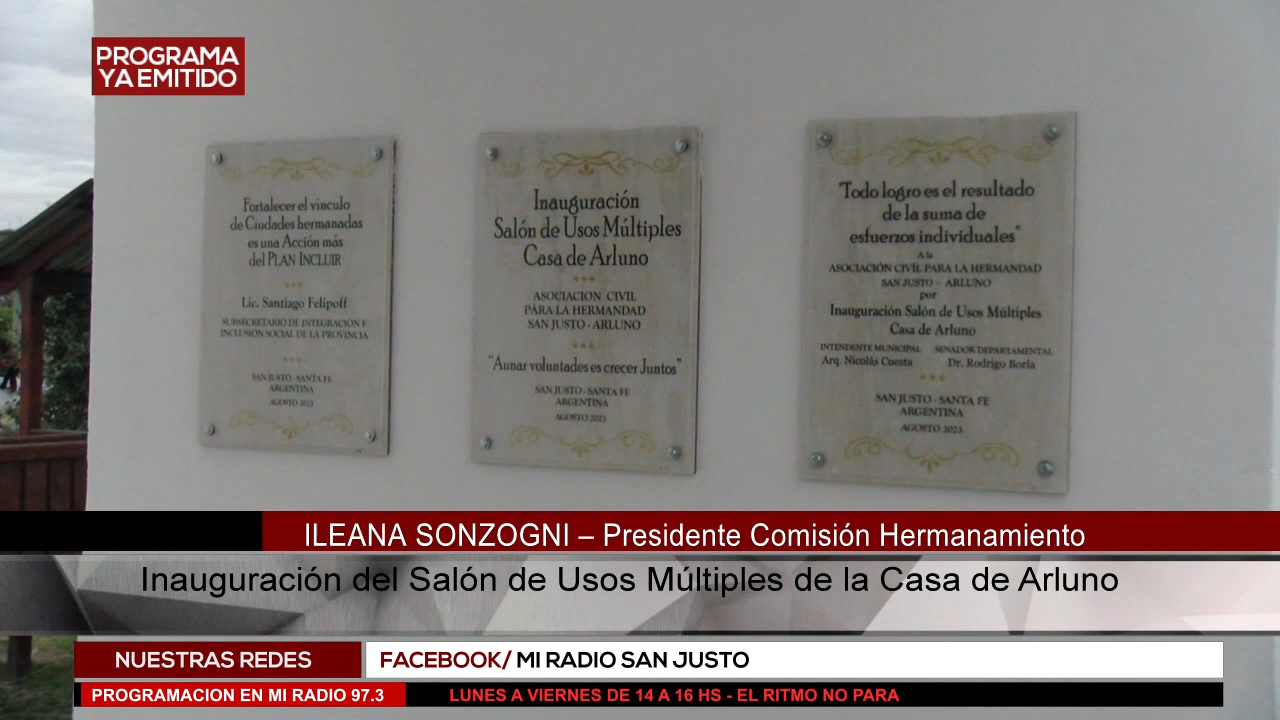 PROGRAMA
YA EMITIDO
Fortalecer el vínculo
de Ciudades hermanadas
es una Acción más
del PLAN INCLUIR
Lic. Santiago Felipoff
SUBSECRETARIO DE INTEGRACIÓN E
INCLUSIÓN SOCIAL DE LA PROVINCIA
SAN JUSTO - SANTA FE
ARGENTINA
AGOSTO 2023
Inauguración
Salón de Usos Múltiples
Casa de Arluno
ASOCIACION CIVIL
PARA LA HERMANDAD
SAN JUSTO - ARLUNO
"Aunar voluntades es crecer Juntos"
SAN JUSTO - SANTA FE
ARGENTINA
AGOSTO 2023
"Todo logro es el resultado
de la suma de
esfuerzos individuales"
A la
ASOCIACIÓN CIVIL PARA LA HERMANDAD
SAN JUSTO - ARLUNO
por
Inauguración Salón de Usos Múltiples
Casa de Arluno
INTENDENTE MUNICIPAL SENADOR DEPARTAMENTAL
Arq. Nicolás Cuesta Dr. Rodrigo Borla
SAN JUSTO - SANTA FE
ARGENTINA
AGOSTO 2023
ILEANA SONZOGNI – Presidente Comisión Hermanamiento
Inauguración del Salón de Usos Múltiples de la Casa de Arluno
NUESTRAS REDES FACEBOOK/ MI RADIO SAN JUSTO
PROGRAMACION EN MI RADIO 97.3 LUNES A VIERNES DE 14 A 16 HS - EL RITMO NO PARA